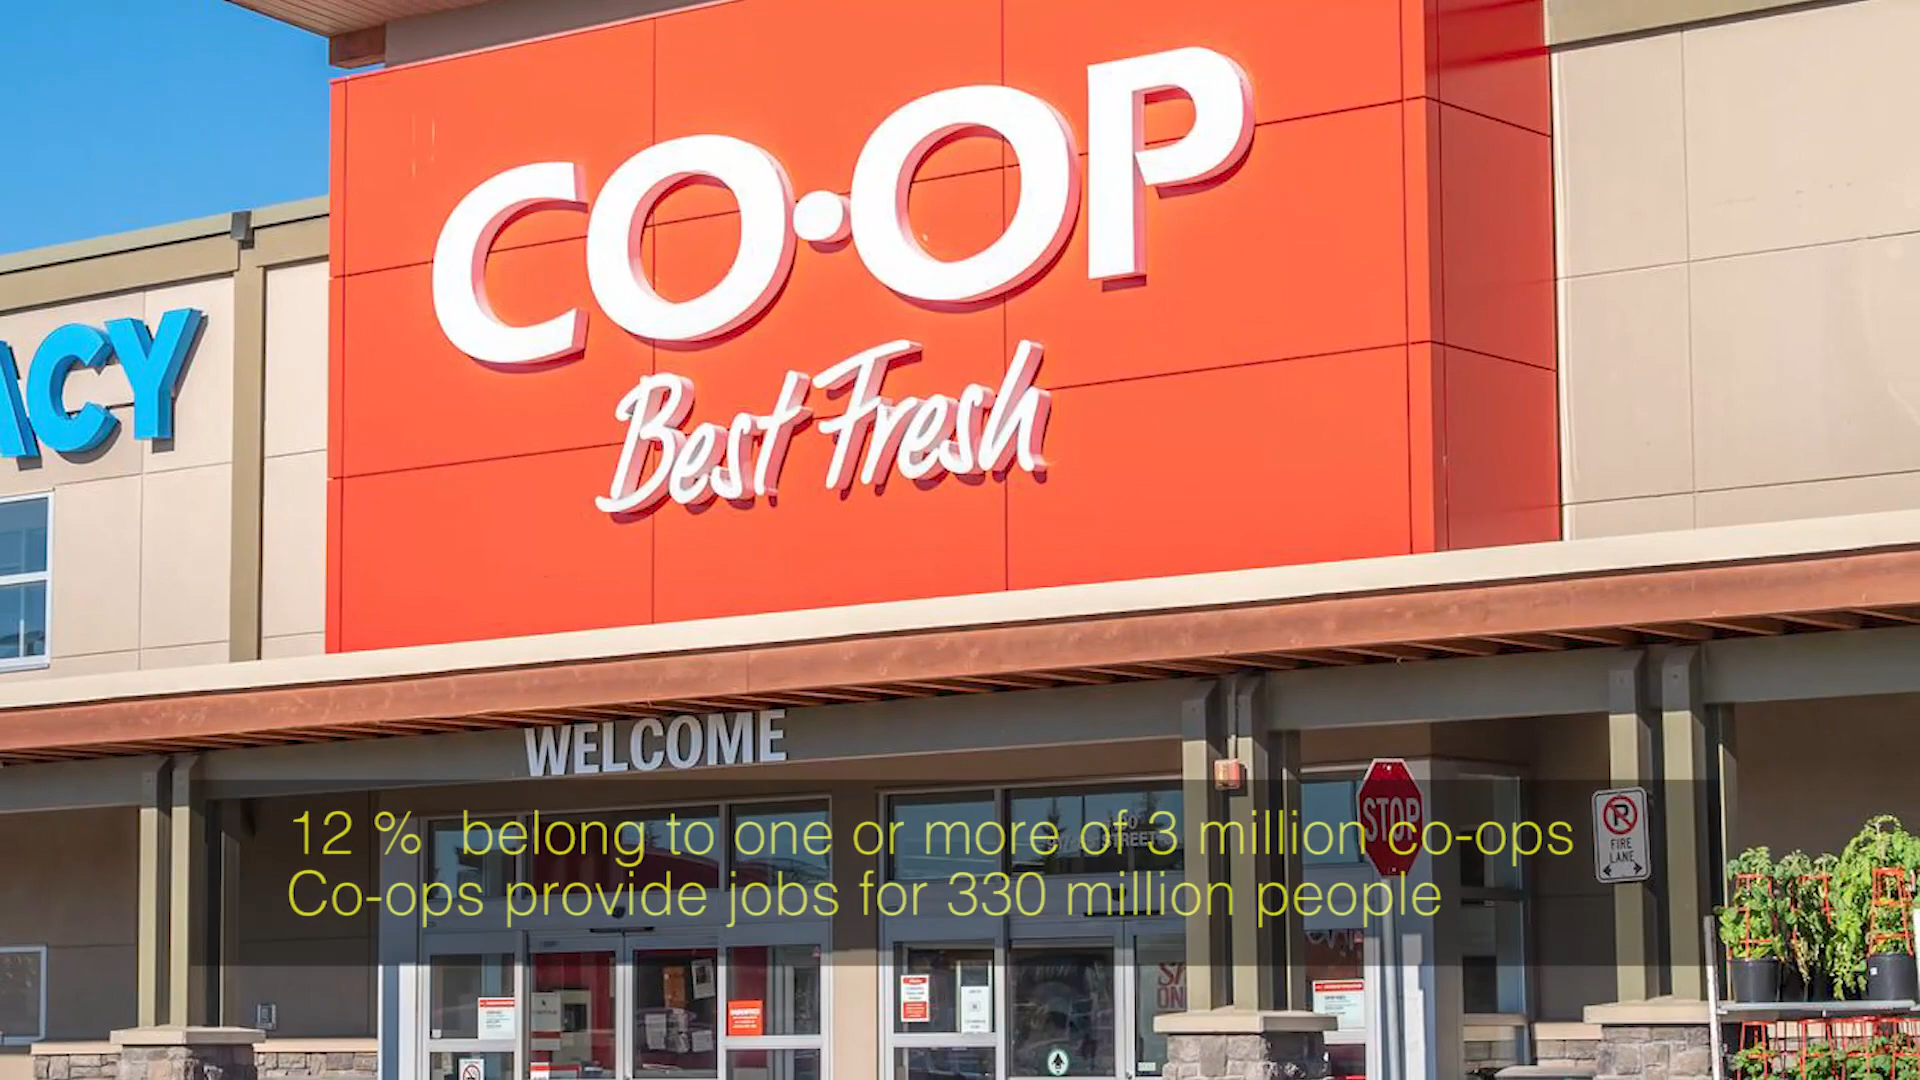 CO•OP
Best Fresh
ACY
WELCOME
12 % belong to one or more of 3 million co-ops
Co-ops provide jobs for 330 million people
STOP
STREET
FIRE
LANE